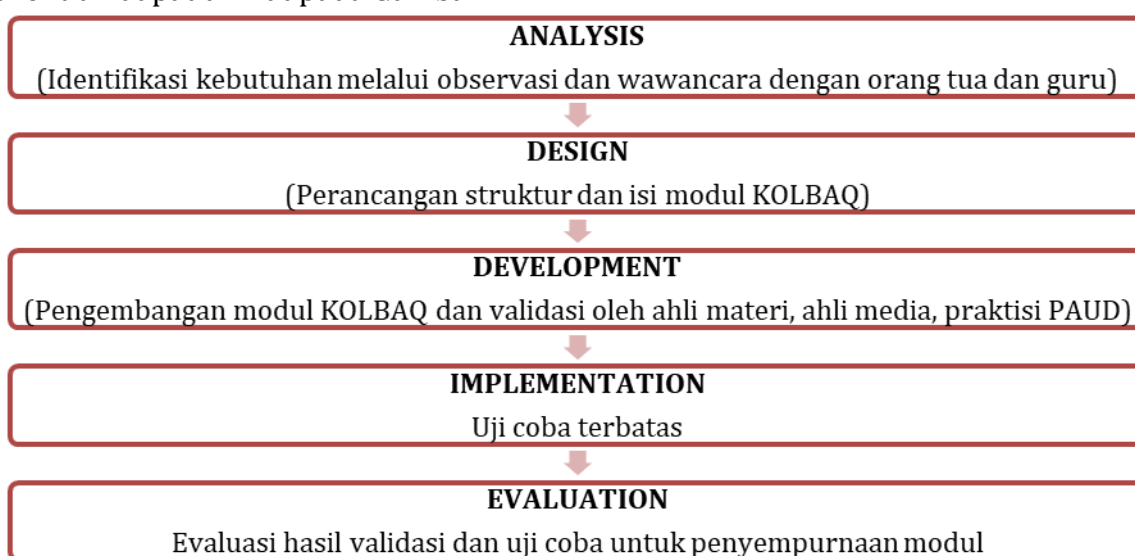 ANALYSIS
(Identifikasi kebutuhan melalui observasi dan wawancara dengan orang tua dan guru)
DESIGN
(Perancangan struktur dan isi modul KOLBAQ)
DEVELOPMENT
(Pengembangan modul KOLBAQ dan validasi oleh ahli materi, ahli media, praktisi PAUD)
IMPLEMENTATION
Uji coba terbatas
EVALUATION
Evaluasi hasil validasi dan uji coba untuk penyempurnaan modul